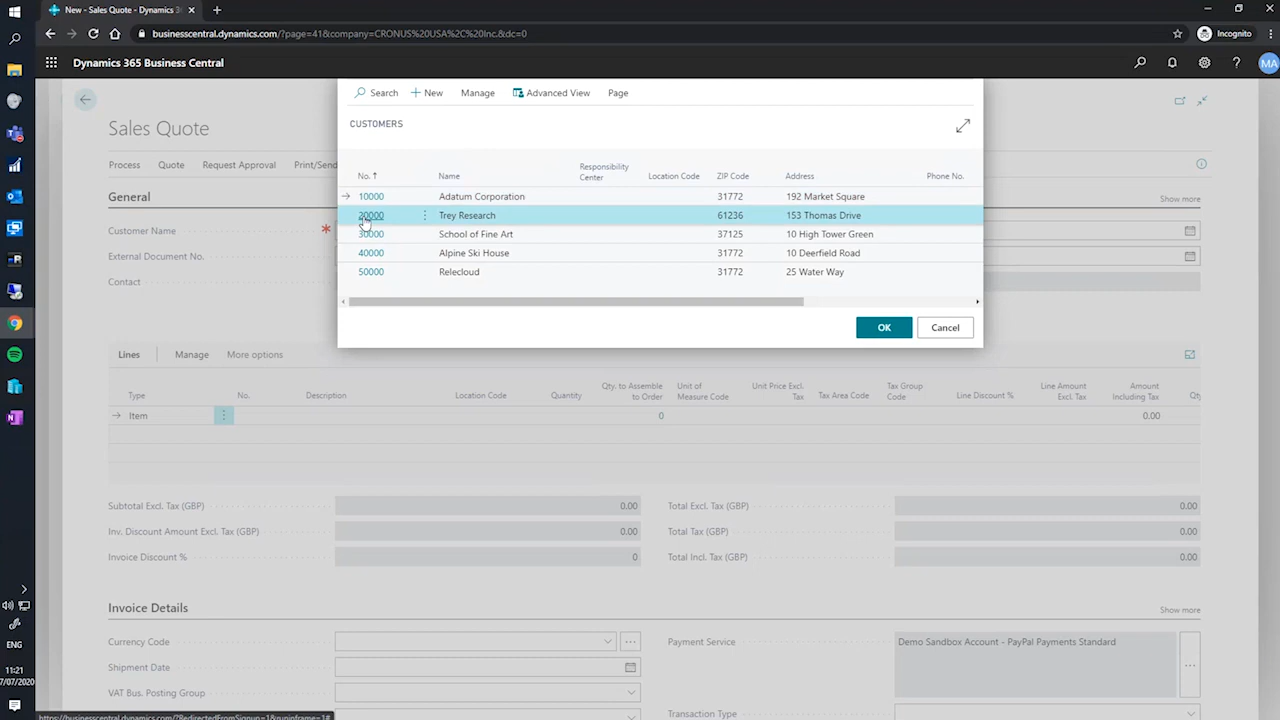 New - Sales Quote - Dynamics 36
businesscentral.dynamics.com/?page=41&company=CRONUS%20USA%2C%20Inc.&dc=0
Incognito
Dynamics 365 Business Central
MA
Search
New
Manage
Advanced View
Page
CUSTOMERS
No. ↑ Name Responsibility Center Location Code ZIP Code Address Phone No.
10000 Adatum Corporation 31772 192 Market Square
20000 Trey Research 61236 153 Thomas Drive
30000 School of Fine Art 37125 10 High Tower Green
40000 Alpine Ski House 31772 10 Deerfield Road
50000 Relecloud 31772 25 Water Way
OK Cancel
Sales Quote
Process Quote Request Approval Print/Send
General
Show more
Customer Name
External Document No.
Contact
Lines Manage More options
Type No. Description Location Code Quantity Qty. to Assemble to Order Unit of Measure Code Unit Price Excl. Tax Tax Area Code Tax Group Code Line Discount % Line Amount Excl. Tax Amount Including Tax
Item 0 0.00
Subtotal Excl. Tax (GBP) 0.00 Total Excl. Tax (GBP) 0.00
Inv. Discount Amount Excl. Tax (GBP) 0.00 Total Tax (GBP) 0.00
Invoice Discount % 0 Total Incl. Tax (GBP) 0.00
Invoice Details Show more
Currency Code Payment Service Demo Sandbox Account - PayPal Payments Standard
Shipment Date
VAT Bus. Posting Group
Transaction Type
ENG
11:21
7/07/2020